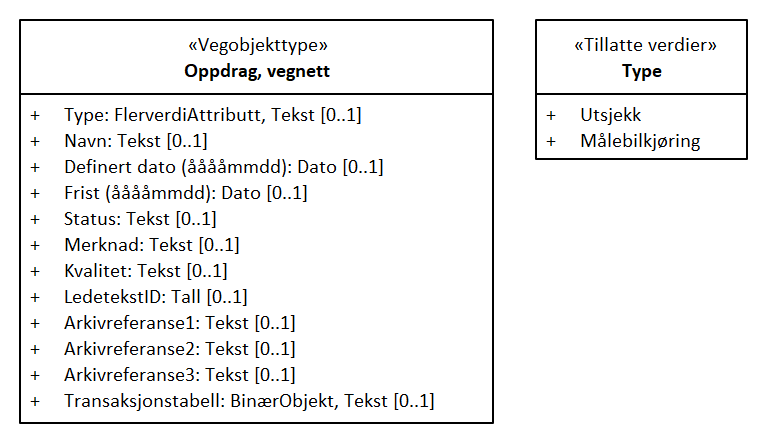 «Vegobjekttype»
Oppdrag, vegnett
+ Type: FlerverdiAttributt, Tekst [0..1]
+ Navn: Tekst [0..1]
+ Definert dato (ååååmmdd): Dato [0..1]
+ Frist (ååååmmdd): Dato [0..1]
+ Status: Tekst [0..1]
+ Merknad: Tekst [0..1]
+ Kvalitet: Tekst [0..1]
+ LedetekstID: Tall [0..1]
+ Arkivreferanse1: Tekst [0..1]
+ Arkivreferanse2: Tekst [0..1]
+ Arkivreferanse3: Tekst [0..1]
+ Transaksjonstabell: BinærObjekt, Tekst [0..1]
«Tillatte verdier»
Type
+ Utsjekk
+ Målebilkjøring